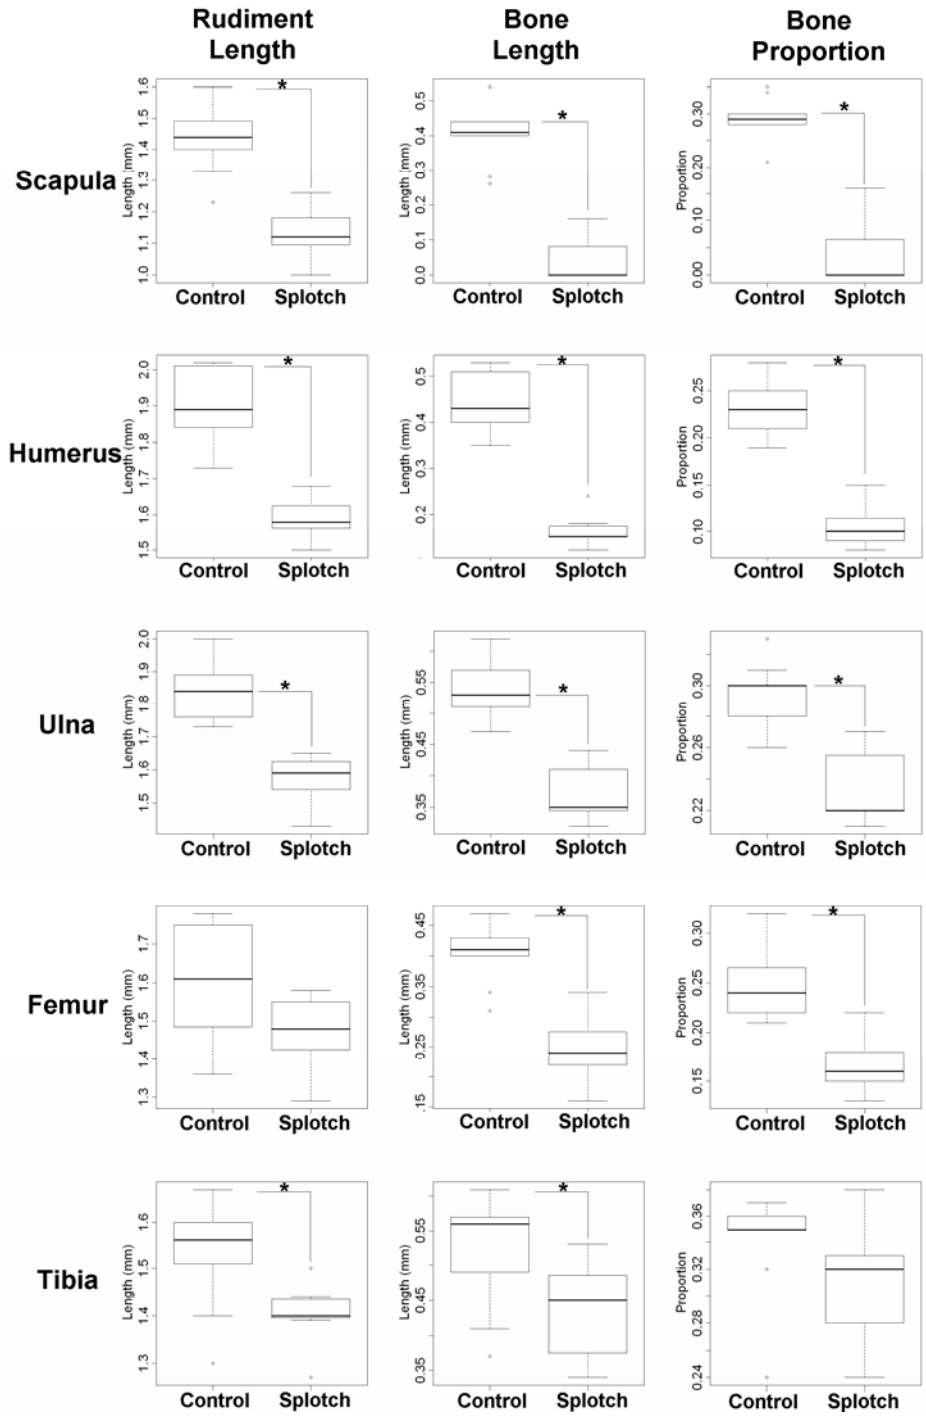 Rudiment Length
Bone Length
Bone Proportion
Scapula
Length (mm)
1.6
1.5
1.4
1.3
1.2
1.1
1.0
*
Control Splotch
Length (mm)
0.5
0.4
0.3
0.2
0.1
0.0
*
Control Splotch
Proportion
0.30
0.20
0.10
0.00
*
Control Splotch
Humerus
Length (mm)
2.0
1.9
1.8
1.7
1.6
1.5
*
Control Splotch
Length (mm)
0.5
0.4
0.3
0.2
*
Control Splotch
Proportion
0.25
0.20
0.15
0.10
*
Control Splotch
Ulna
Length (mm)
2.0
1.9
1.8
1.7
1.6
1.5
*
Control Splotch
Length (mm)
0.55
0.45
0.35
*
Control Splotch
Proportion
0.30
0.26
0.22
*
Control Splotch
Femur
Length (mm)
1.7
1.6
1.5
1.4
1.3
Control Splotch
Length (mm)
0.45
0.35
0.25
.15
*
Control Splotch
Proportion
0.30
0.25
0.20
0.15
*
Control Splotch
Tibia
Length (mm)
1.6
1.5
1.4
1.3
*
Control Splotch
Length (mm)
0.55
0.45
0.35
*
Control Splotch
Proportion
0.36
0.32
0.28
0.24
Control Splotch